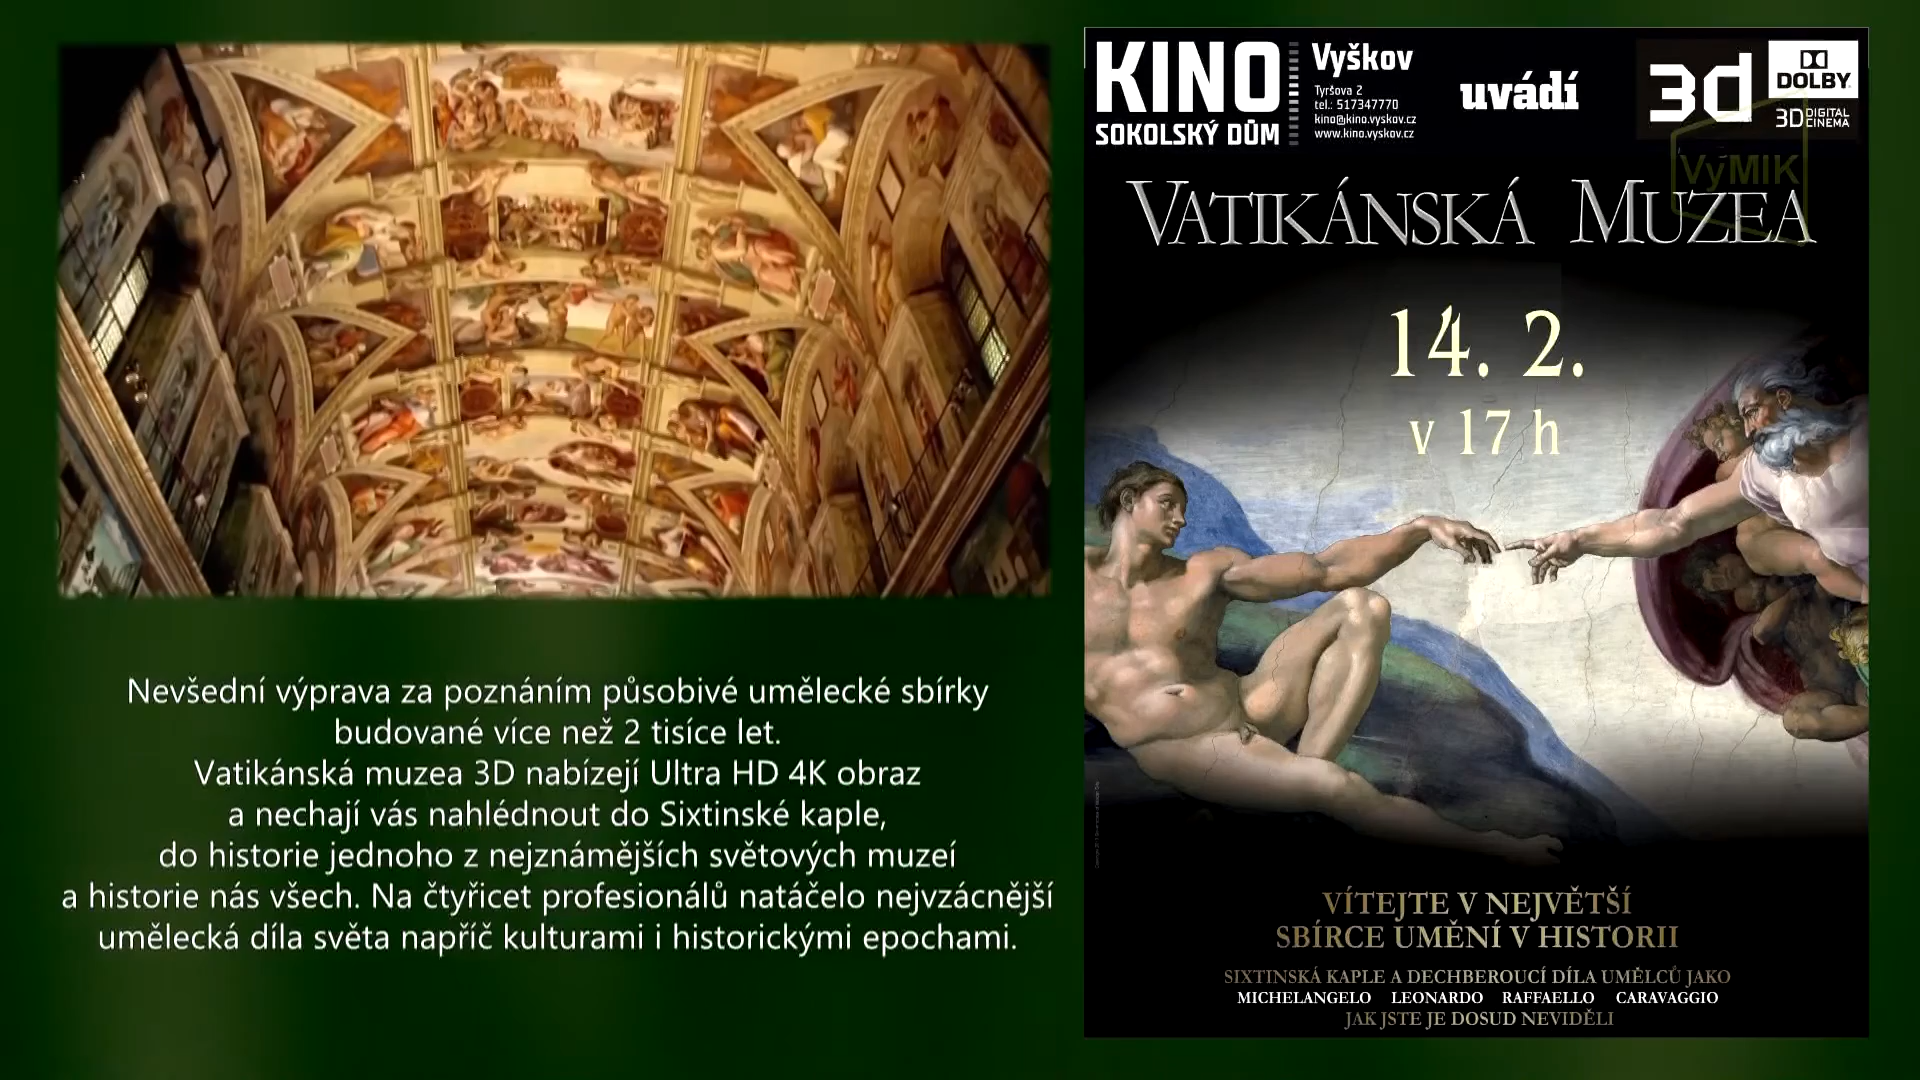 Nevšední výprava za poznáním působivé umělecké sbírky
budované více než 2 tisíce let.
Vatikánská muzea 3D nabízejí Ultra HD 4K obraz
a nechají vás nahlédnout do Sixtinské kaple,
do historie jednoho z nejznámějších světových muzeí
a historie nás všech. Na čtyřicet profesionálů natáčelo nejvzácnější
umělecká díla světa napříč kulturami i historickými epochami.
KINO
SOKOLSKÝ DŮM
Vyškov
Tyršova 2
tel.: 517347770
kino@kino.vyskov.cz
www.kino.vyskov.cz
uvádí
3d
DOLBY
3D DIGITAL
CINEMA
VyMIK
VATIKÁNSKÁ MUZEA
14. 2.
v 17 h
VÍTEJTE V NEJVĚTŠÍ
SBÍRCE UMĚNÍ V HISTORII
SIXTINSKÁ KAPLE A DECHBEROUCÍ DÍLA UMĚLCŮ JAKO
MICHELANGELO LEONARDO RAFFAELLO CARAVAGGIO
JAK JSTE JE DOSUD NEVIDĚLI